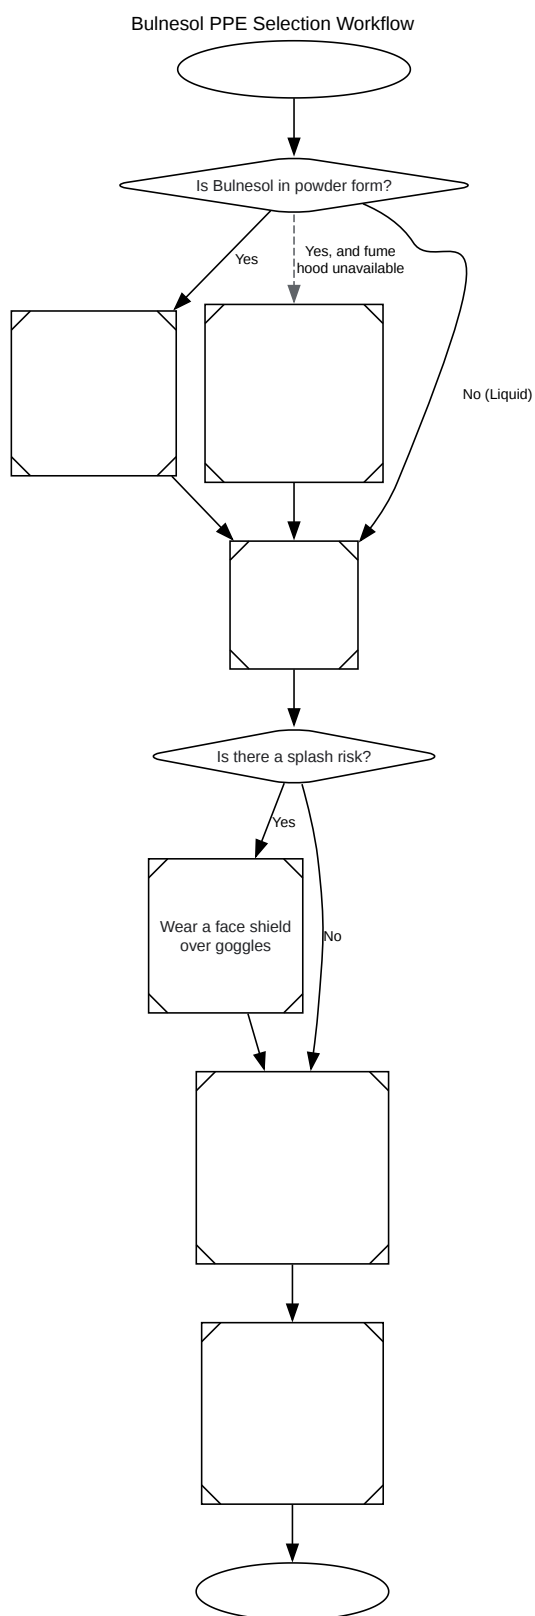 Bulnesol PPE Selection Workflow
Is Bulnesol in powder form?
Yes
Yes, and fume
hood unavailable
No (Liquid)
Is there a splash risk?
Yes
Wear a face shield
over goggles
No